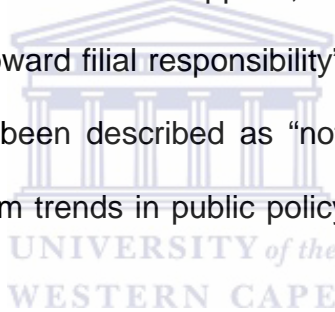 oward filial responsibility"
been described as "no
m trends in public policy
UNIVERSITY of the
WESTERN CAPE